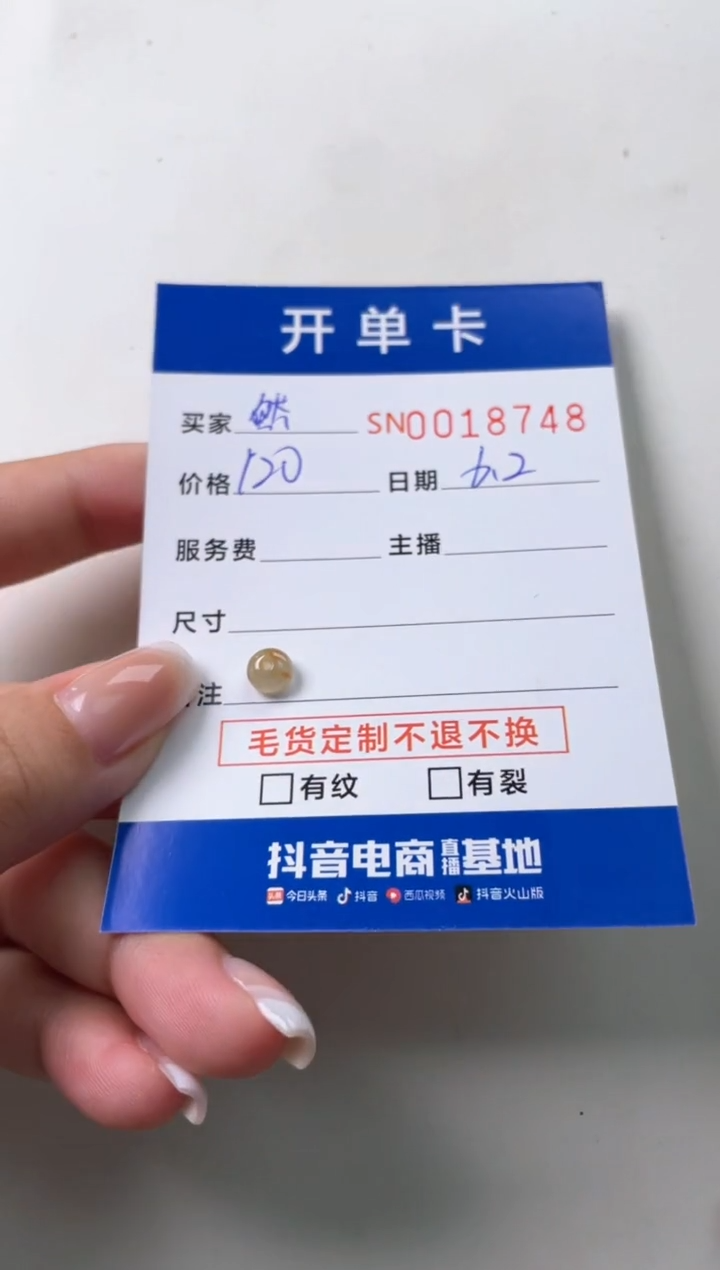 开单卡
买家 SN0018748
价格 120 日期 6.2
服务费 主播
尺寸
注
毛货定制不退不换
有纹 有裂
抖音电商直播基地
头条 今日头条 抖音 西瓜视频 抖音火山版